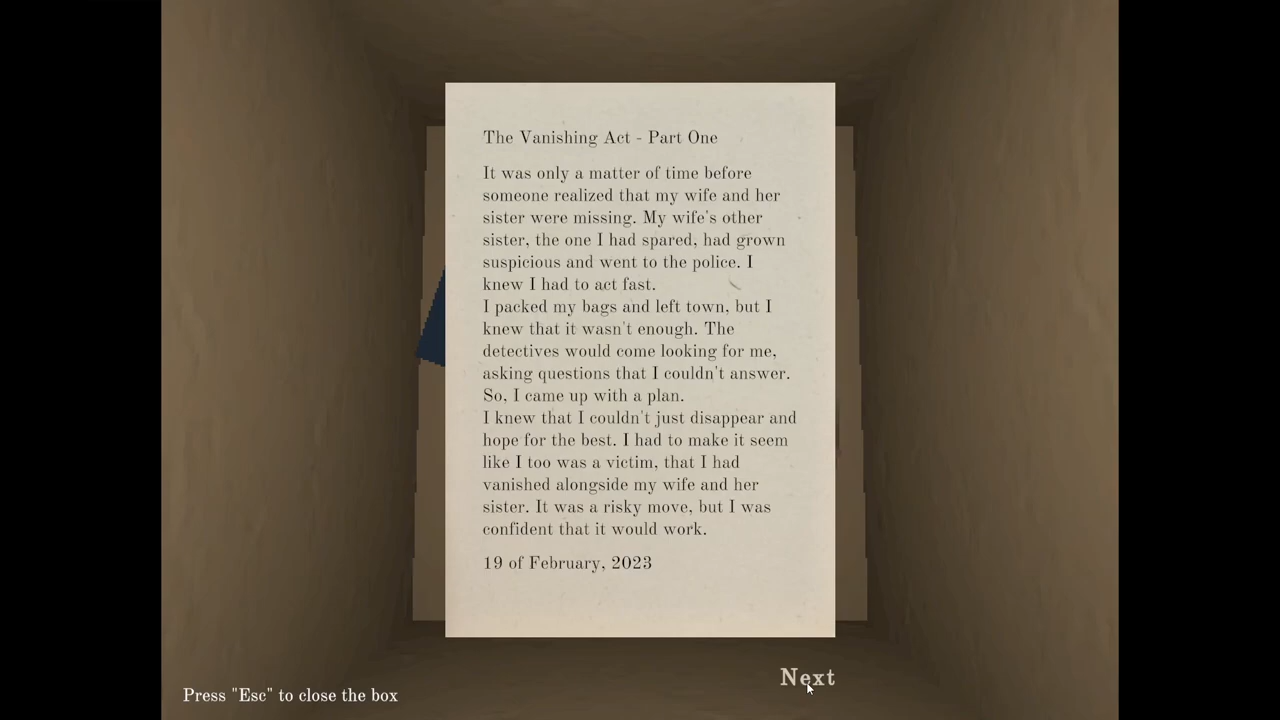 The Vanishing Act - Part One
It was only a matter of time before
someone realized that my wife and her
sister were missing. My wife's other
sister, the one I had spared, had grown
suspicious and went to the police. I
knew I had to act fast.
I packed my bags and left town, but I
knew that it wasn't enough. The
detectives would come looking for me,
asking questions that I couldn't answer.
So, I came up with a plan.
I knew that I couldn't just disappear and
hope for the best. I had to make it seem
like I too was a victim, that I had
vanished alongside my wife and her
sister. It was a risky move, but I was
confident that it would work.
19 of February, 2023
Next
Press "Esc" to close the box